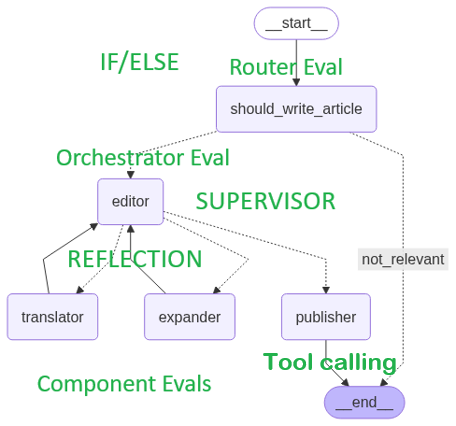 __start__
IF/ELSE
Router Eval
should_write_article
Orchestrator Eval
editor
SUPERVISOR
REFLECTION
not_relevant
translator
expander
publisher
Tool calling
Component Evals
__end__